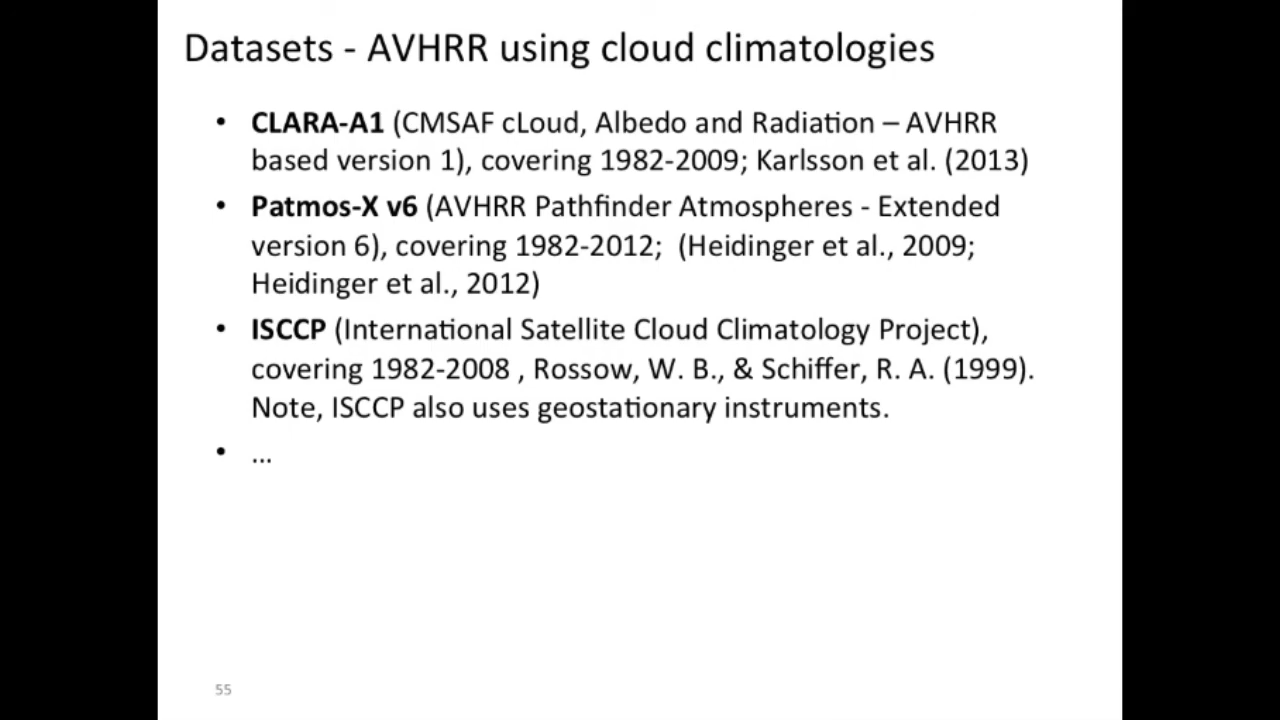 Datasets - AVHRR using cloud climatologies
• CLARA-A1 (CMSAF cLoud, Albedo and Radiation – AVHRR
based version 1), covering 1982-2009; Karlsson et al. (2013)
• Patmos-X v6 (AVHRR Pathfinder Atmospheres - Extended
version 6), covering 1982-2012;  (Heidinger et al., 2009;
Heidinger et al., 2012)
• ISCCP (International Satellite Cloud Climatology Project),
covering 1982-2008 , Rossow, W. B., & Schiffer, R. A. (1999).
Note, ISCCP also uses geostationary instruments.
• ...
55